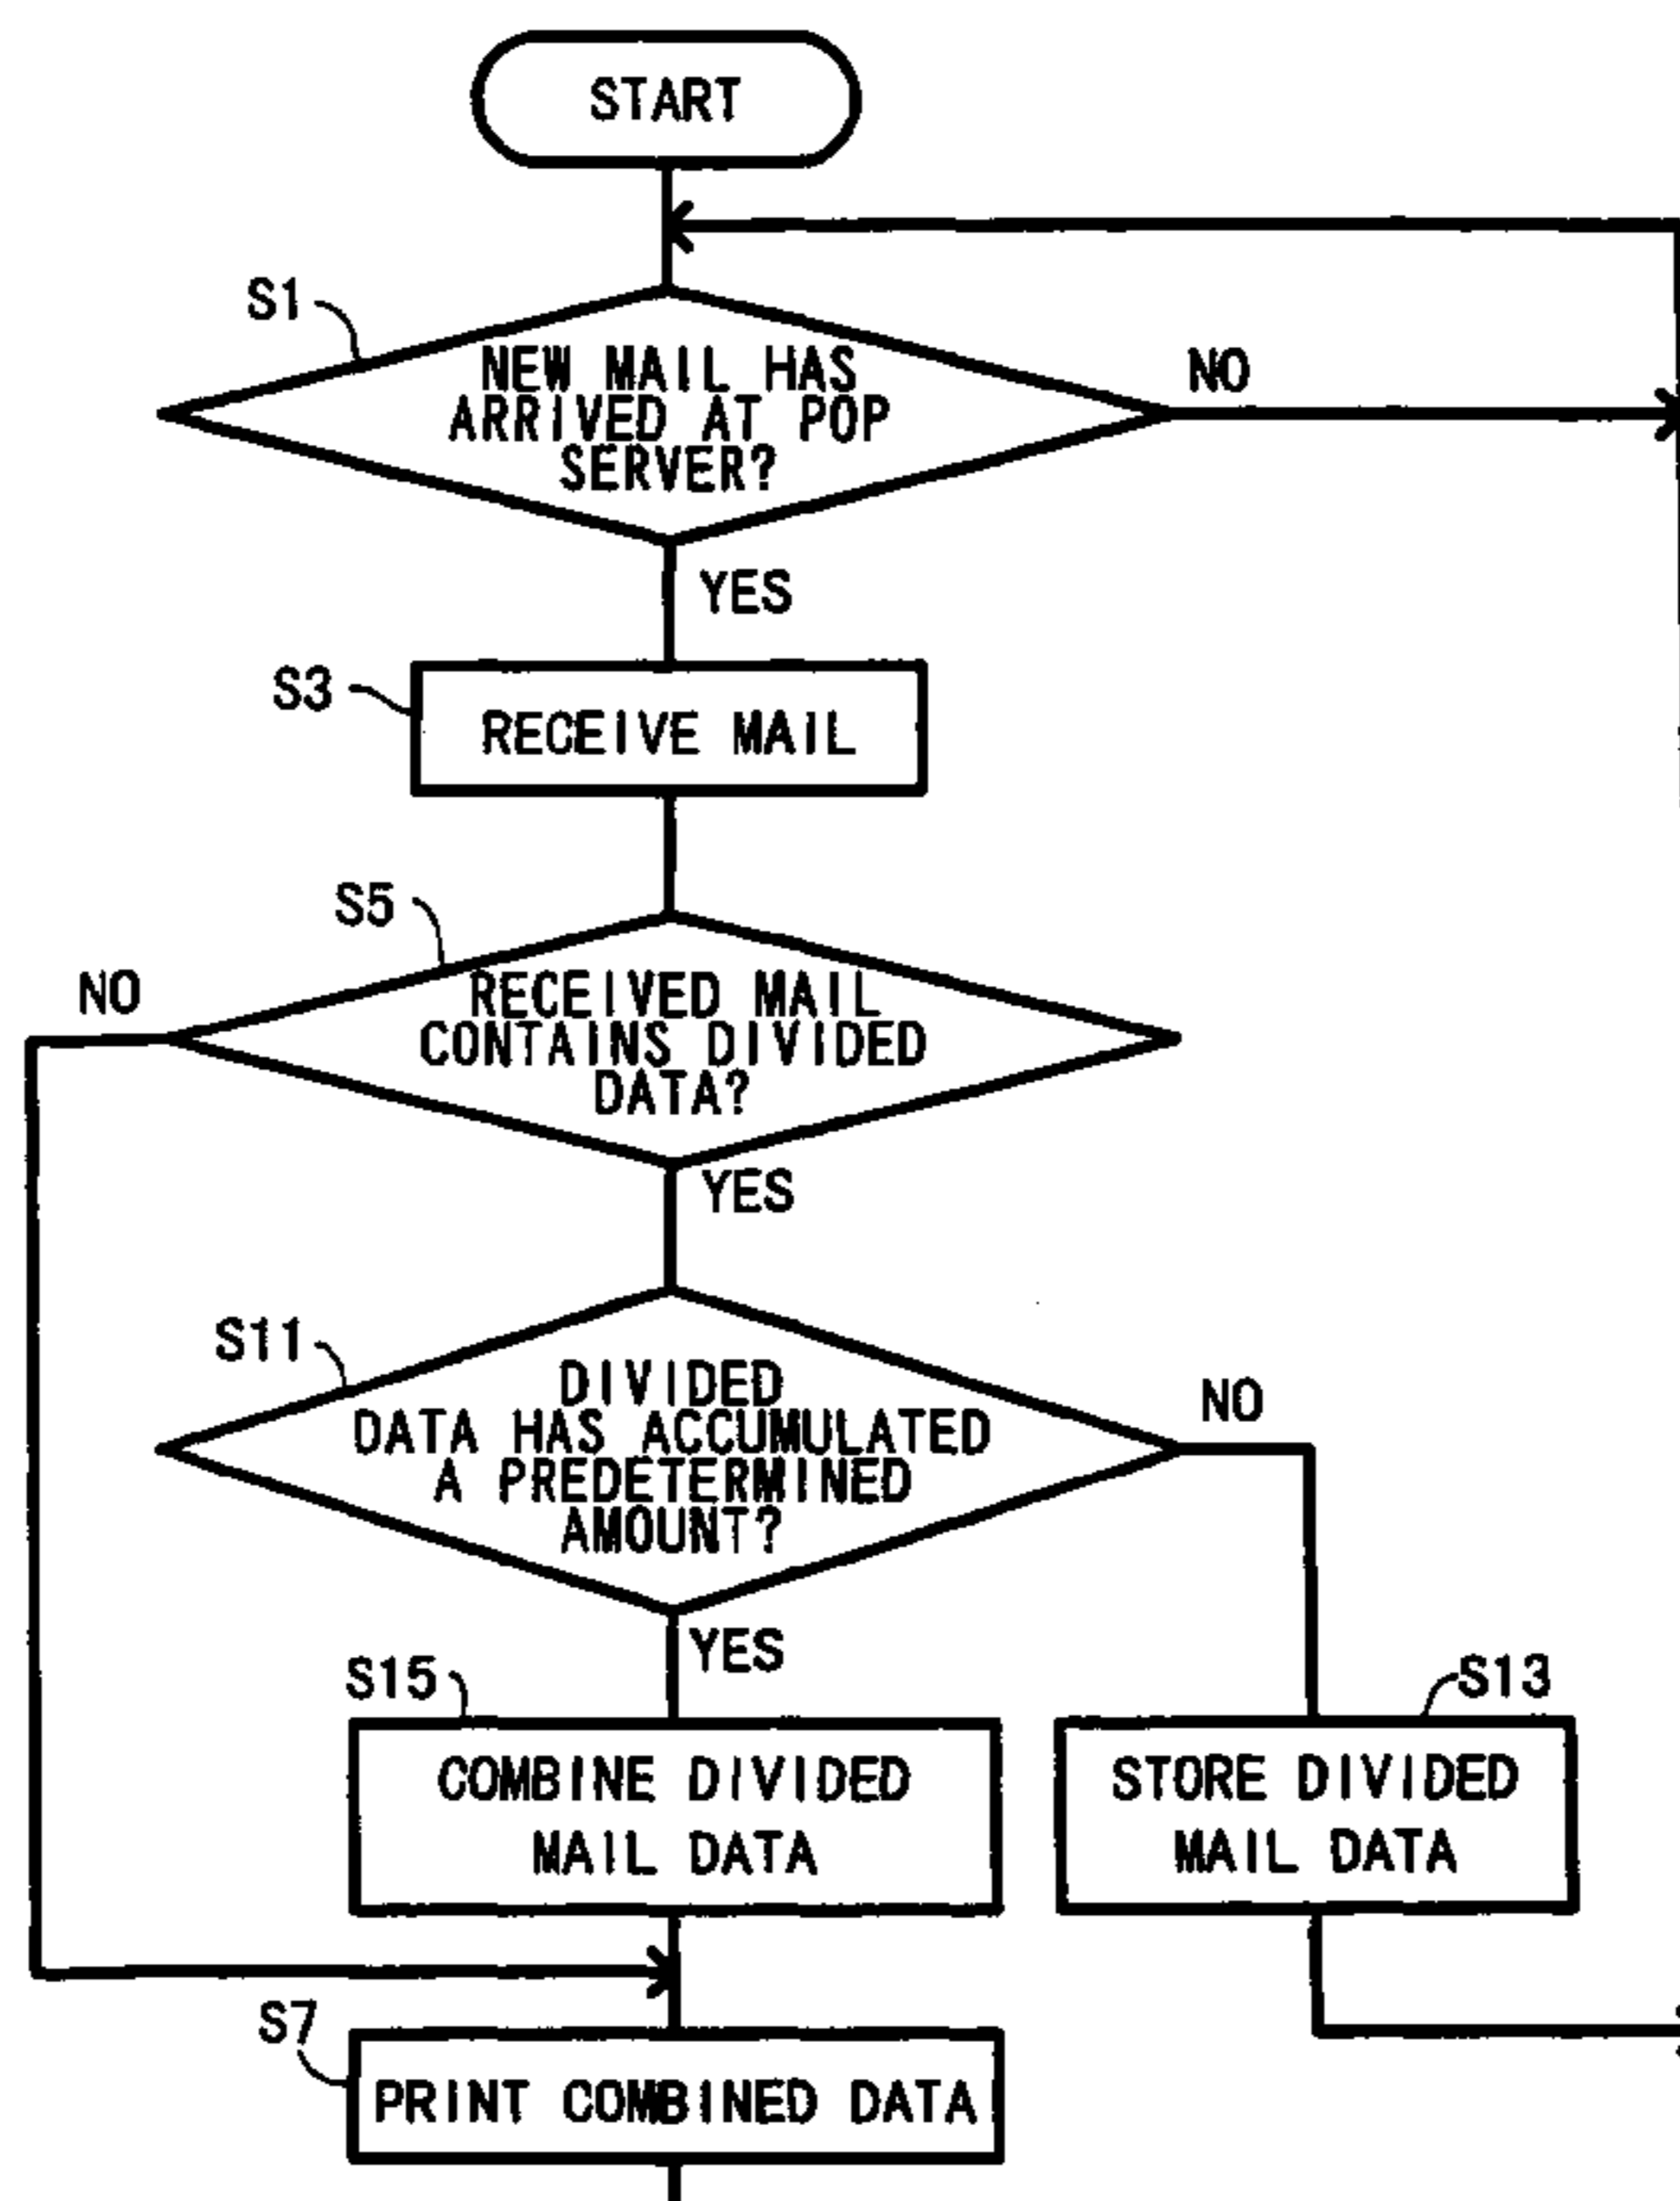 START
S1
NEW MAIL HAS
ARRIVED AT POP
SERVER?
NO
YES
S3
RECEIVE MAIL
S5
NO
RECEIVED MAIL
CONTAINS DIVIDED
DATA?
YES
S11
DIVIDED
DATA HAS ACCUMULATED
A PREDETERMINED
AMOUNT?
NO
YES
S15
COMBINE DIVIDED
MAIL DATA
S13
STORE DIVIDED
MAIL DATA
S7
PRINT COMBINED DATA